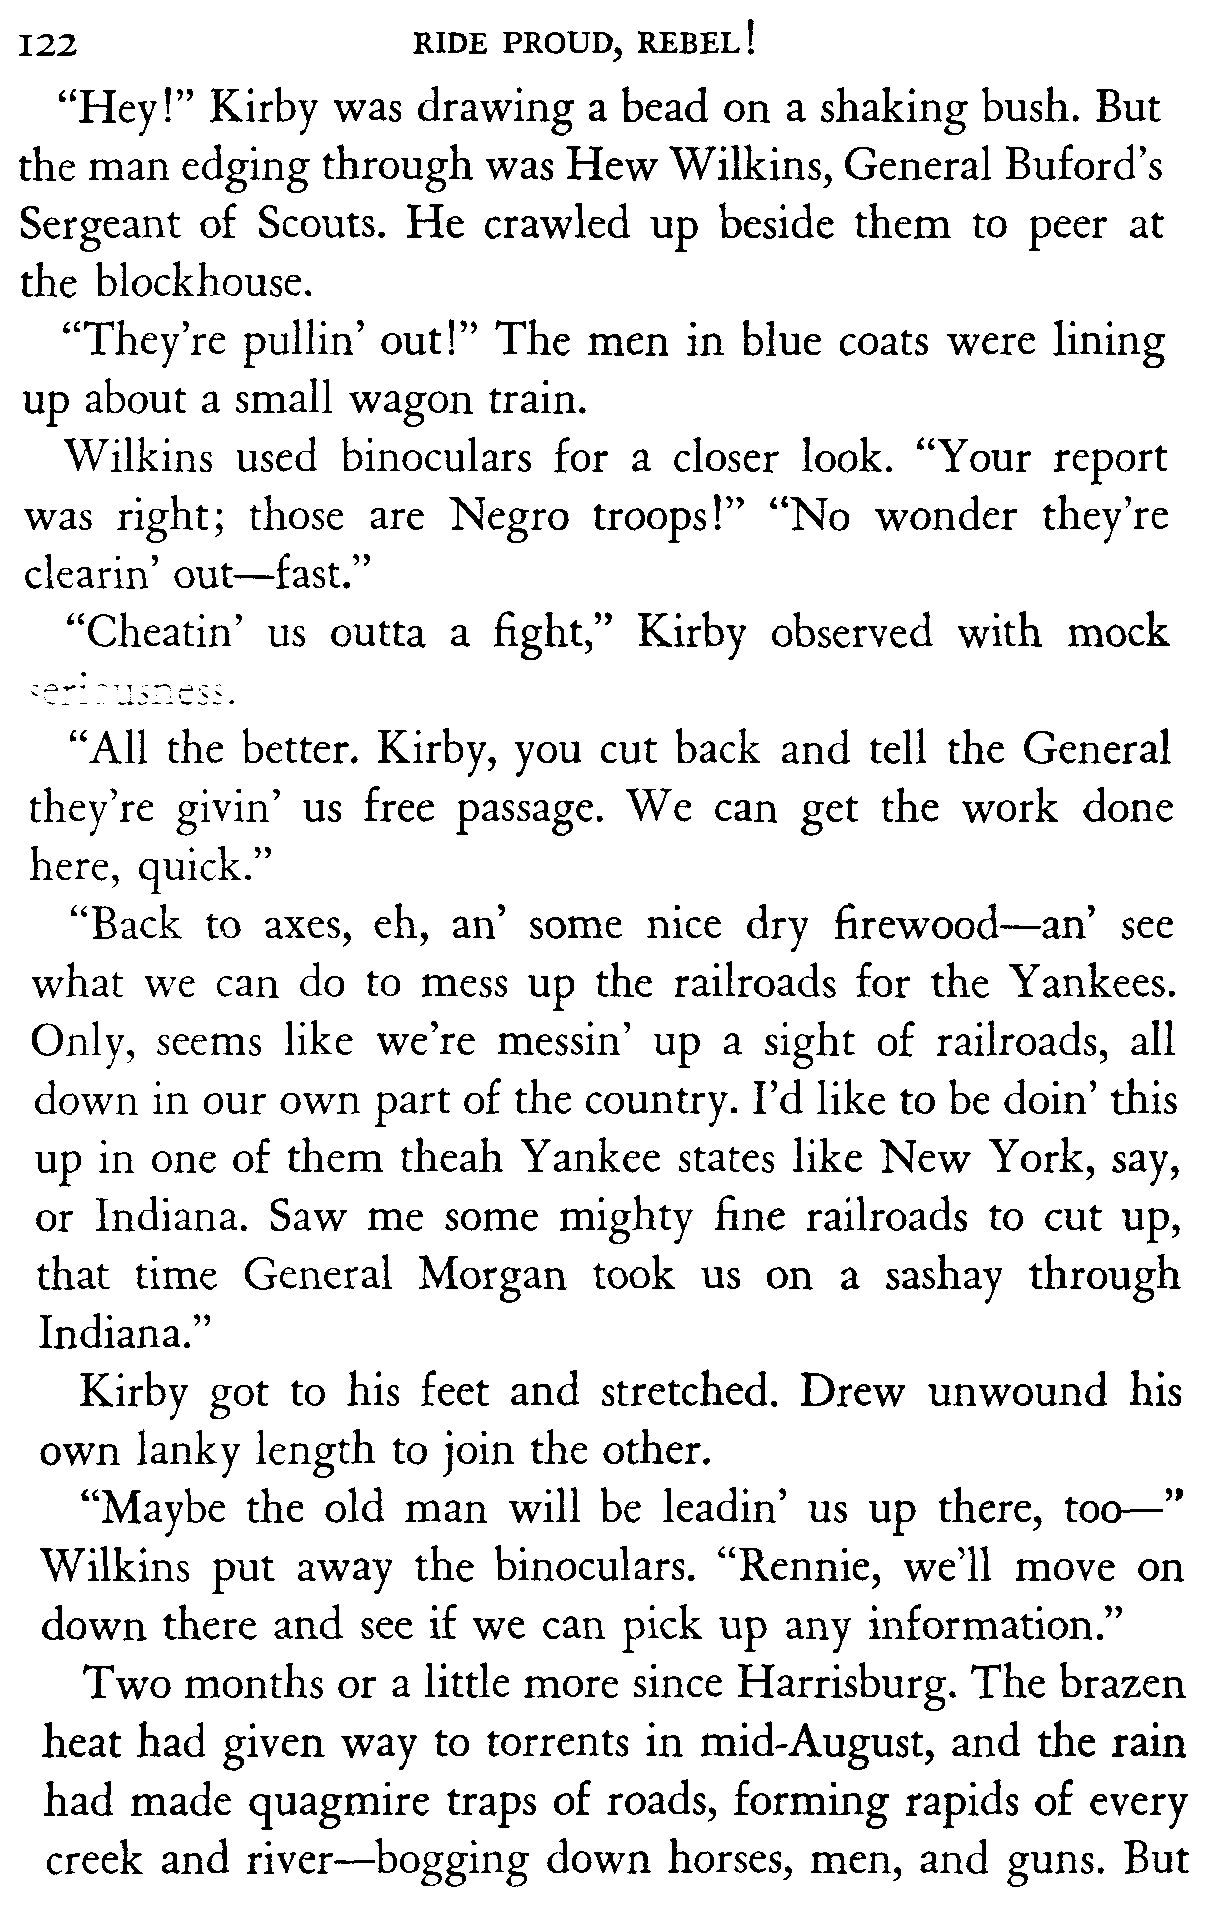 122 RIDE PROUD, REBEL!
“Hey!” Kirby was drawing a bead on a shaking bush. But
the man edging through was Hew Wilkins, General Buford’s
Sergeant of Scouts. He crawled up beside them to peer at
the blockhouse.
“They’re pullin’ out!” The men in blue coats were lining
up about a small wagon train.
Wilkins used binoculars for a closer look. “Your report
was right; those are Negro troops!” “No wonder they’re
clearin’ out—fast.”
“Cheatin’ us outta a fight,” Kirby observed with mock
seriousness.
“All the better. Kirby, you cut back and tell the General
they’re givin’ us free passage. We can get the work done
here, quick.”
“Back to axes, eh, an’ some nice dry firewood—an’ see
what we can do to mess up the railroads for the Yankees.
Only, seems like we’re messin’ up a sight of railroads, all
down in our own part of the country. I’d like to be doin’ this
up in one of them theah Yankee states like New York, say,
or Indiana. Saw me some mighty fine railroads to cut up,
that time General Morgan took us on a sashay through
Indiana.”
Kirby got to his feet and stretched. Drew unwound his
own lanky length to join the other.
“Maybe the old man will be leadin’ us up there, too—”
Wilkins put away the binoculars. “Rennie, we’ll move on
down there and see if we can pick up any information.”
Two months or a little more since Harrisburg. The brazen
heat had given way to torrents in mid-August, and the rain
had made quagmire traps of roads, forming rapids of every
creek and river—bogging down horses, men, and guns. But